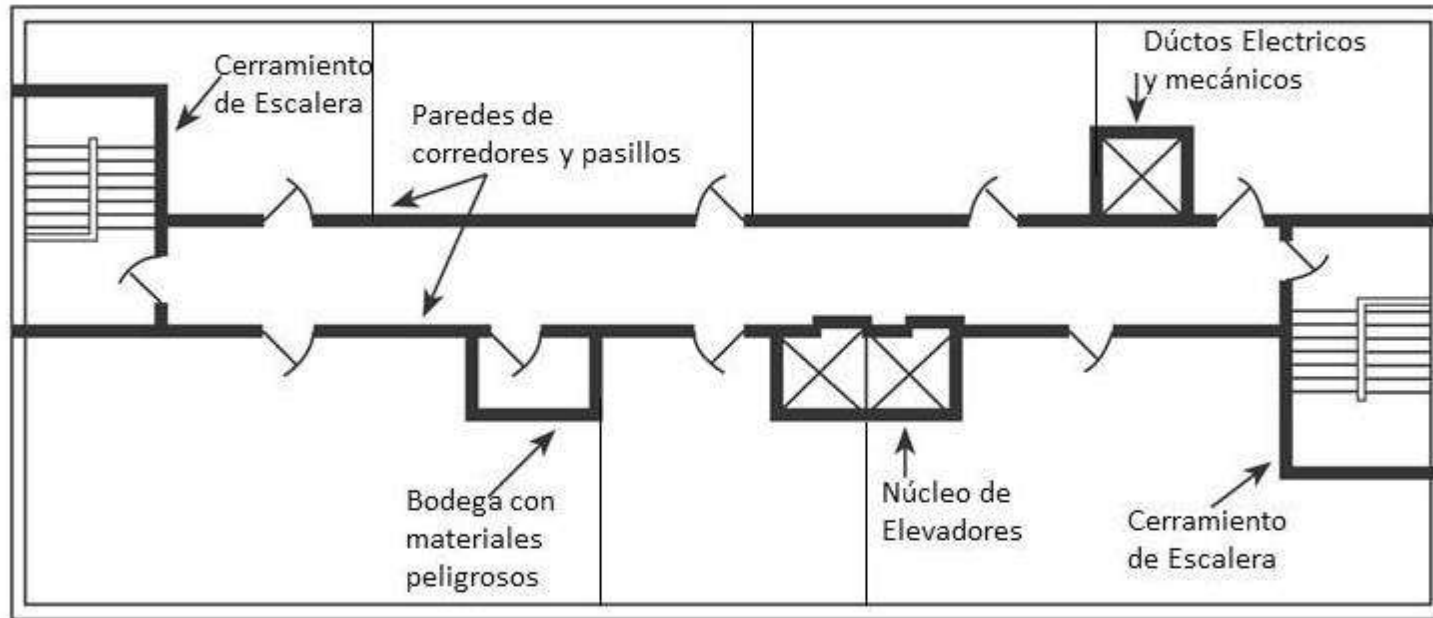 Cerramiento
de Escalera
Paredes de
corredores y pasillos
Dúctos Electricos
y mecánicos
Bodega con
materiales
peligrosos
Núcleo de
Elevadores
Cerramiento
de Escalera